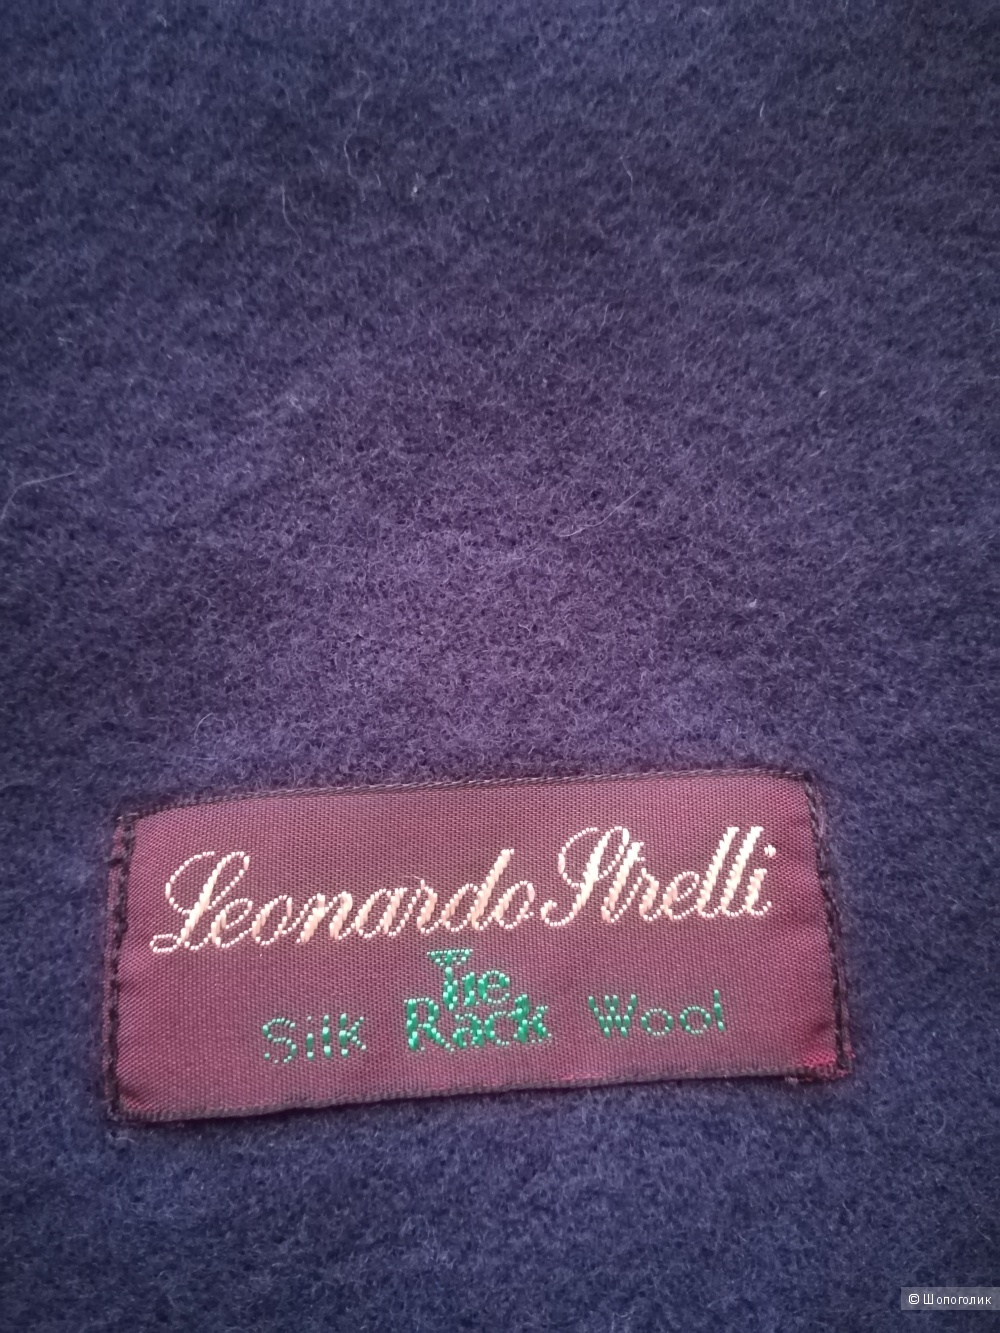 Leonardo Strelli
Tie
Silk Rack Wool
© Шопоголик